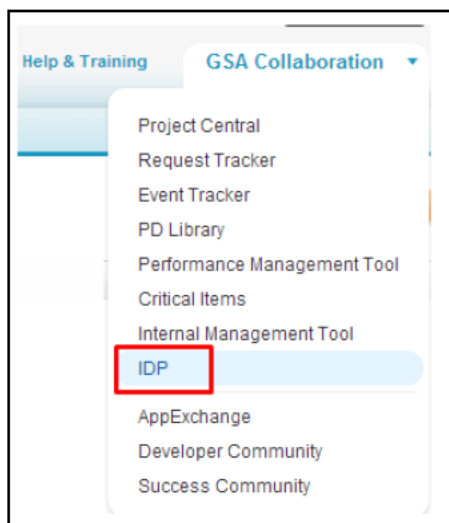 Help & Training GSA Collaboration
Project Central
Request Tracker
Event Tracker
PD Library
Performance Management Tool
Critical Items
Internal Management Tool
IDP
AppExchange
Developer Community
Success Community